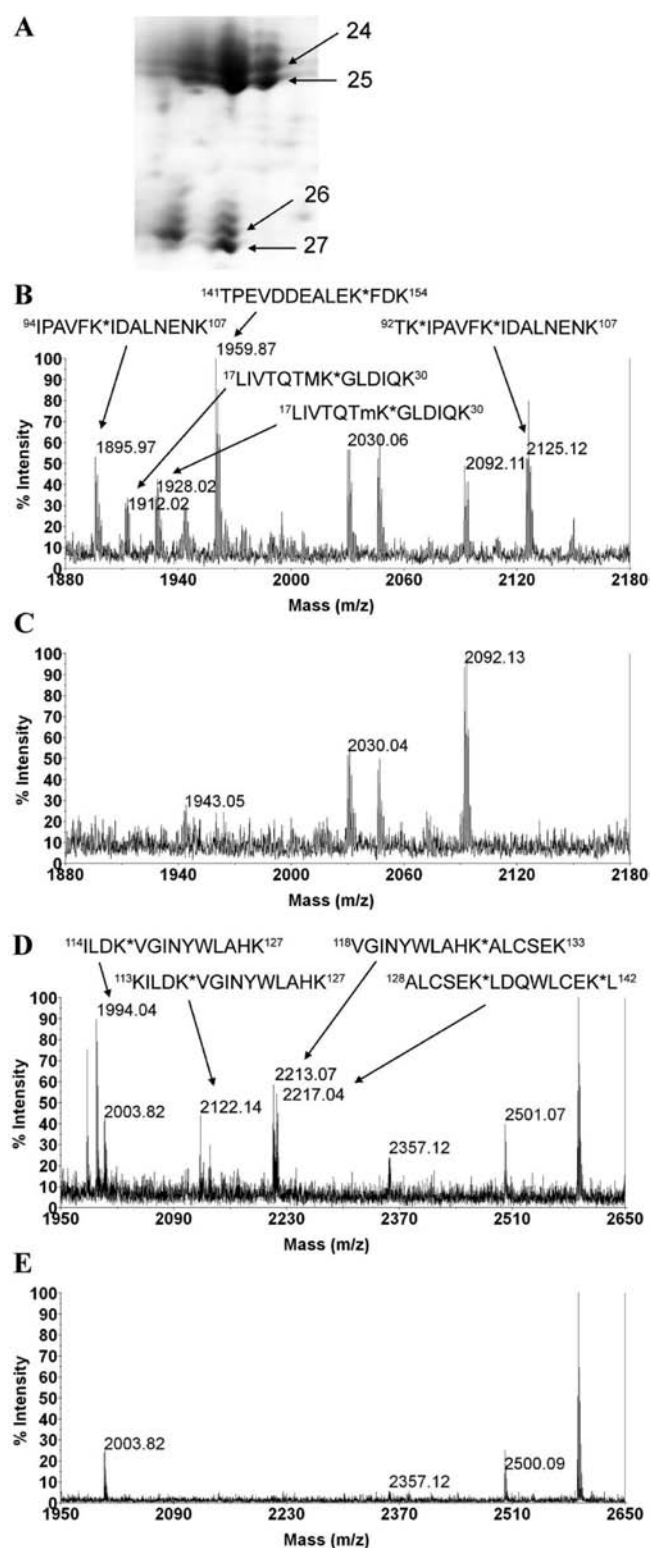 A
24
25
26
27
B
¹⁴¹TPEVDDEALEK*FDK¹⁵⁴
⁹⁴IPAVFK*IDALNENK¹⁰⁷
⁹²TK*IPAVFK*IDALNENK¹⁰⁷
¹⁷LIVTQTMK*GLDIQK³⁰
¹⁷LIVTQTmK*GLDIQK³⁰
% Intensity
100
90
80
70
60
50
40
30
20
10
0
1959.87
1895.97
1912.02
1928.02
2030.06
2092.11
2125.12
1880 1940 2000 2060 2120 2180
Mass (m/z)
C
% Intensity
100
90
80
70
60
50
40
30
20
10
0
1943.05
2030.04
2092.13
1880 1940 2000 2060 2120 2180
Mass (m/z)
D
¹¹⁴ILDK*VGINYWLAHK¹²⁷
¹¹⁸VGINYWLAHK*ALCSEK¹³³
¹¹³KILDK*VGINYWLAHK¹²⁷
¹²⁸ALCSEK*LDQWLCEK*L¹⁴²
% Intensity
100
90
80
70
60
50
40
30
20
10
0
1994.04
2003.82
2122.14
2213.07
2217.04
2357.12
2501.07
1950 2090 2230 2370 2510 2650
Mass (m/z)
E
% Intensity
100
90
80
70
60
50
40
30
20
10
0
2003.82
2357.12
2500.09
1950 2090 2230 2370 2510 2650
Mass (m/z)